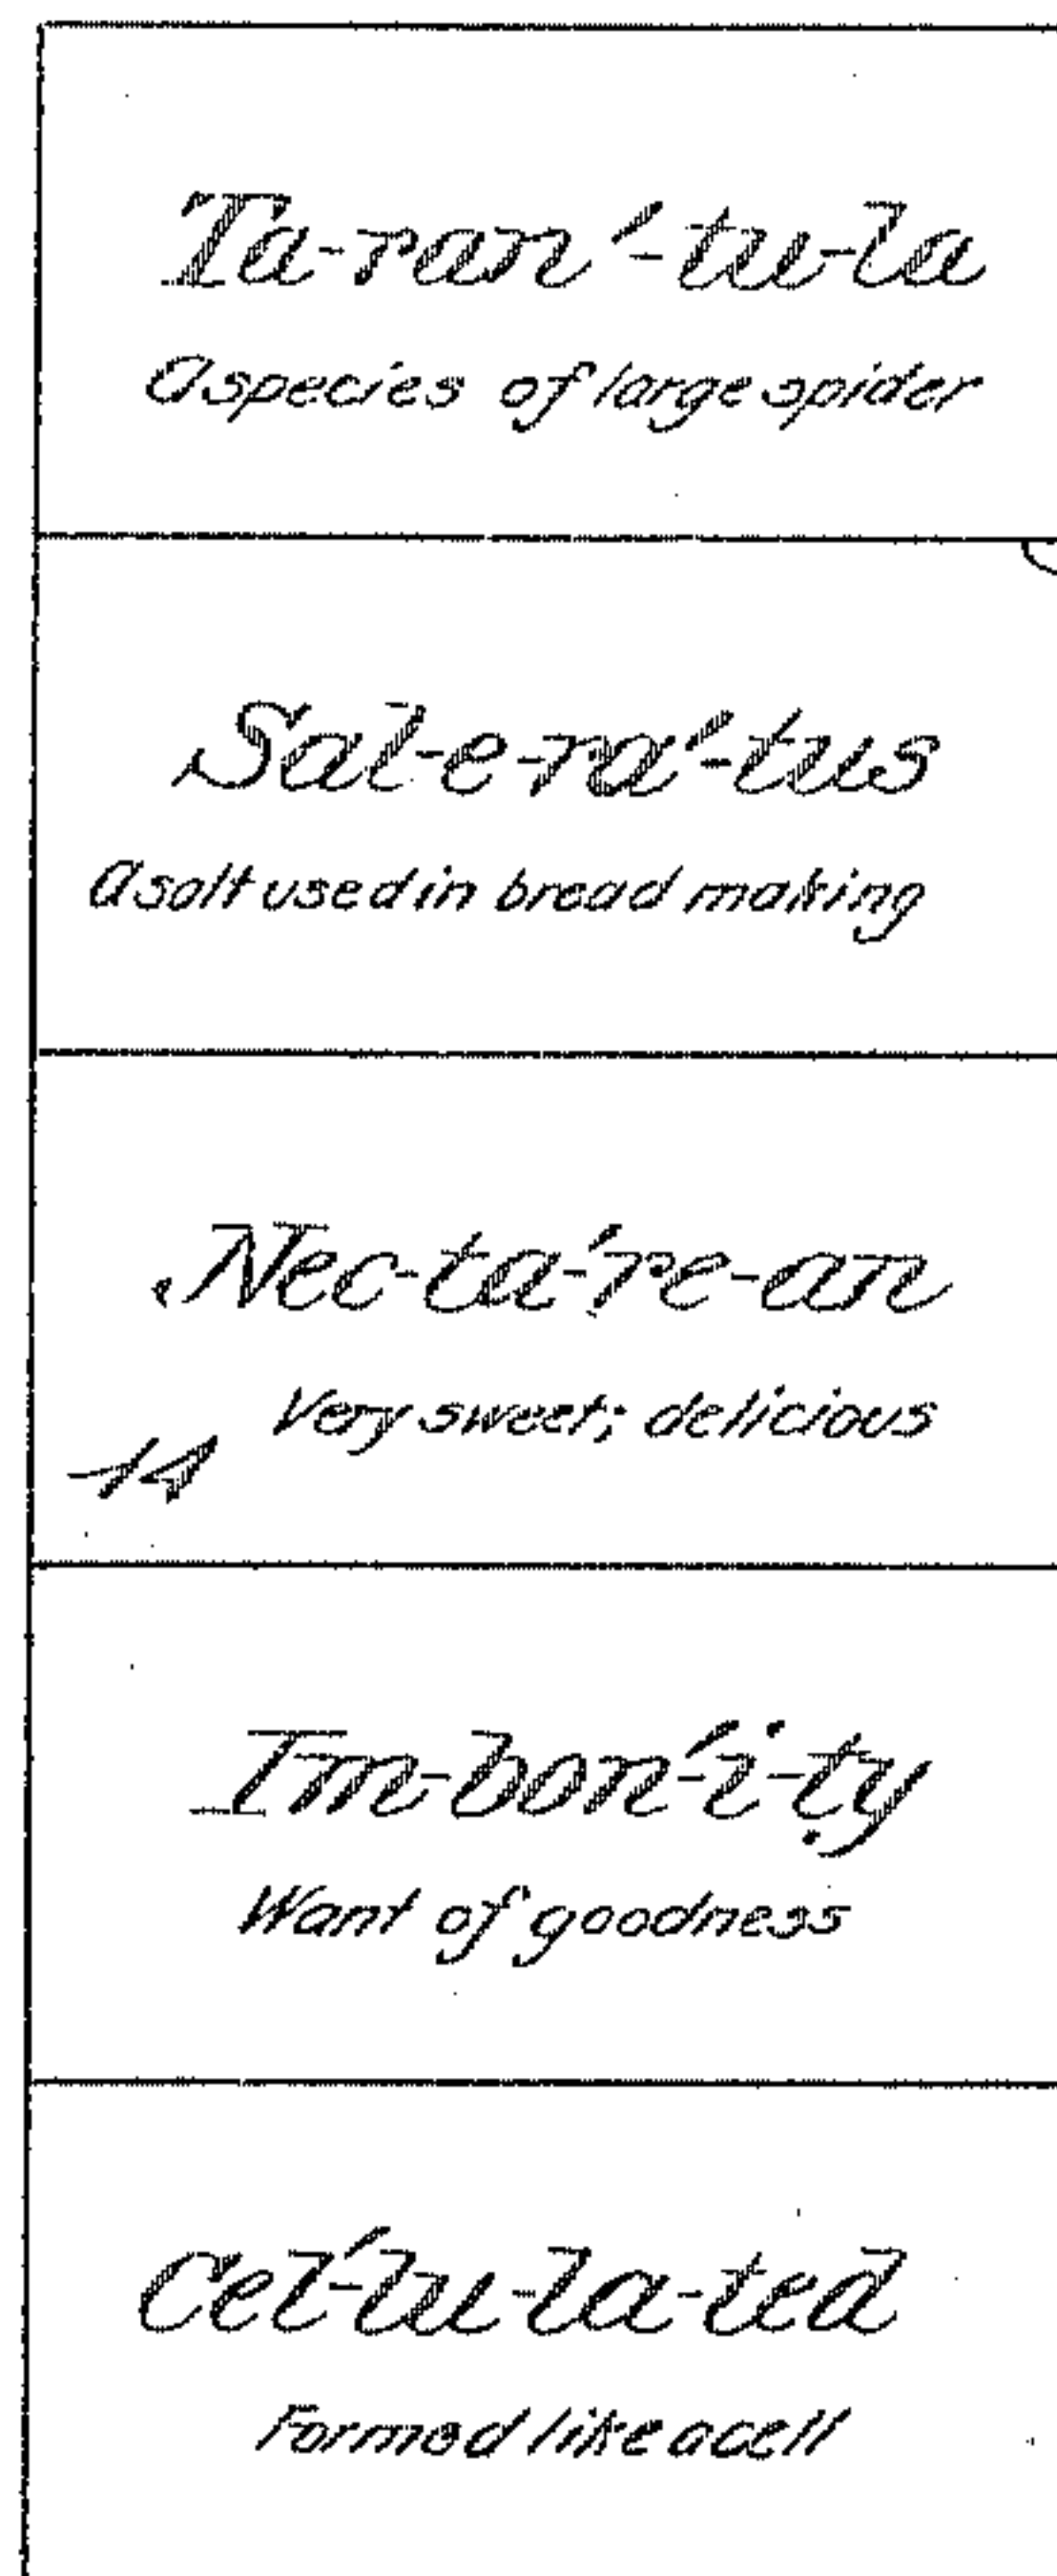 Ta-ran'-tu-la
A species of large spider
Sal-e-ra'-tus
A salt used in bread making
Nec-ta-'re-an
Very sweet; delicious
14
Im-bon'-i-ty
Want of goodness
Cel'-lu-la-ted
Formed like a cell